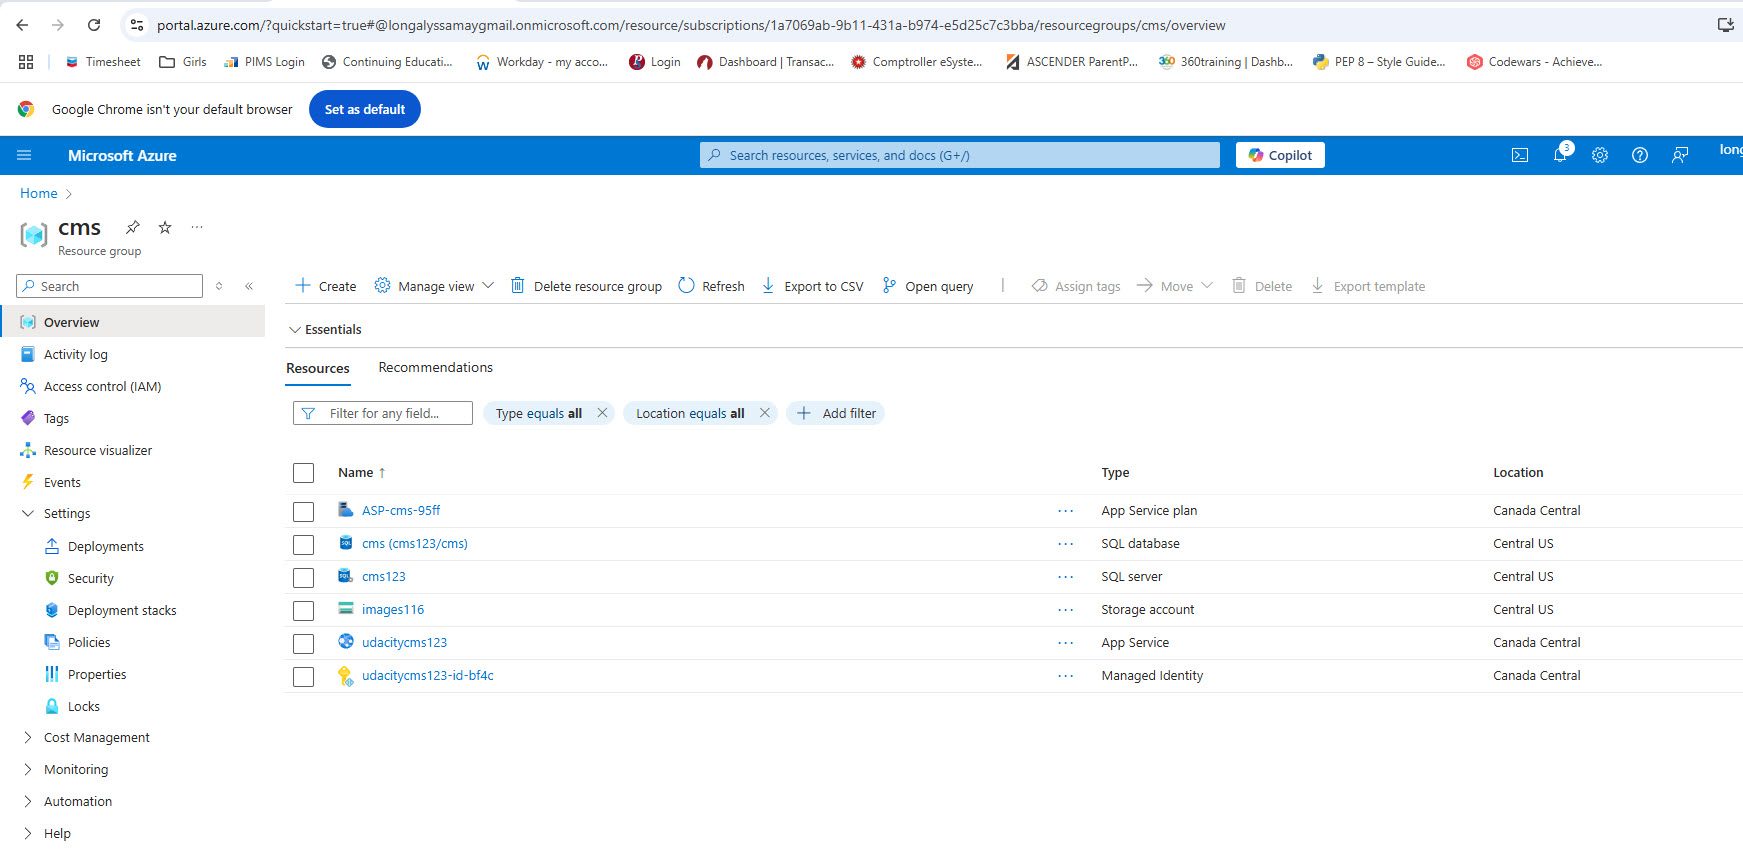 portal.azure.com/?quickstart=true#@longalyssamaygmail.onmicrosoft.com/resource/subscriptions/1a7069ab-9b11-431a-b974-e5d25c7c3bba/resourcegroups/cms/overview
Timesheet Girls PIMS Login Continuing Educati... Workday - my acco... Login Dashboard | Transac... Comptroller eSyste... ASCENDER ParentP... 360training | Dashb... PEP 8 – Style Guide... Codewars - Achieve...
Google Chrome isn't your default browser Set as default
Microsoft Azure Search resources, services, and docs (G+/) Copilot 3 long
Home
cms
Resource group
Search
Create Manage view Delete resource group Refresh Export to CSV Open query Assign tags Move Delete Export template
Overview
Activity log
Access control (IAM)
Tags
Resource visualizer
Events
Settings
Deployments
Security
Deployment stacks
Policies
Properties
Locks
Cost Management
Monitoring
Automation
Help
Essentials
Resources Recommendations
Filter for any field... Type equals all Location equals all Add filter
Name ↑ Type Location
ASP-cms-95ff ... App Service plan Canada Central
cms (cms123/cms) ... SQL database Central US
cms123 ... SQL server Central US
images116 ... Storage account Central US
udacitycms123 ... App Service Canada Central
udacitycms123-id-bf4c ... Managed Identity Canada Central